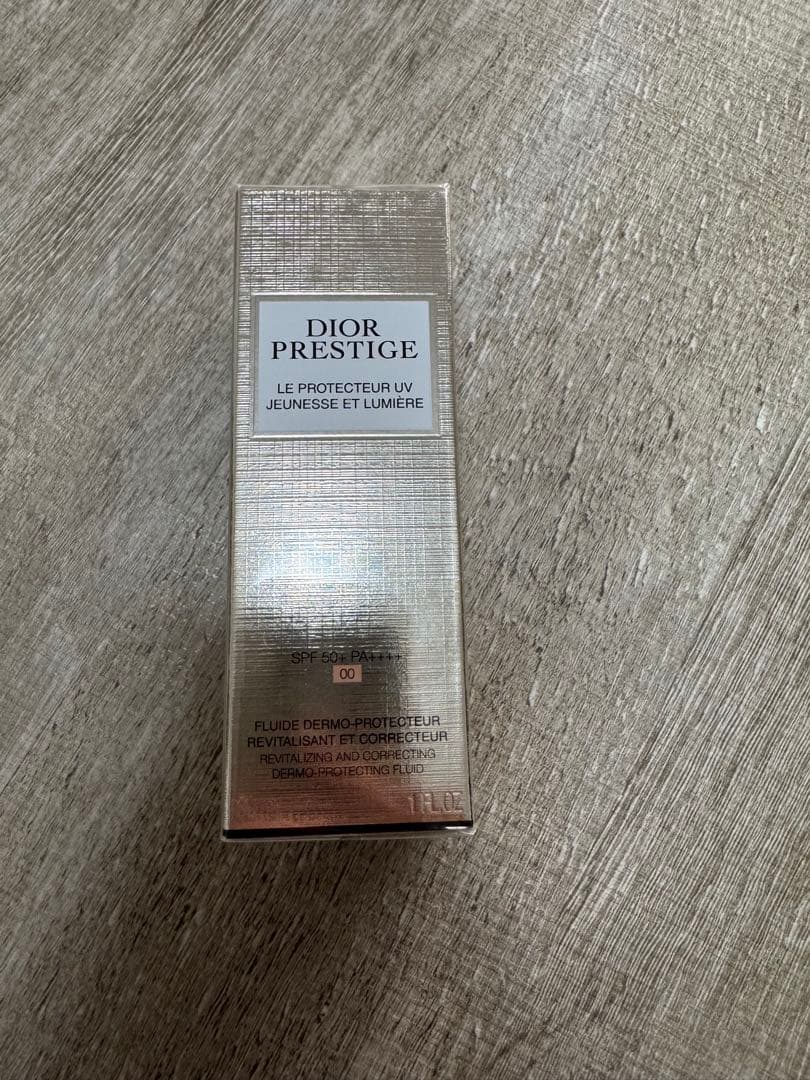 DIOR
PRESTIGE
LE PROTECTEUR UV
JEUNESSE ET LUMIÈRE
SPF 50+ PA++++
00
FLUIDE DERMO-PROTECTEUR
REVITALISANT ET CORRECTEUR
REVITALIZING AND CORRECTING
DERMO-PROTECTING FLUID
1 FL.OZ